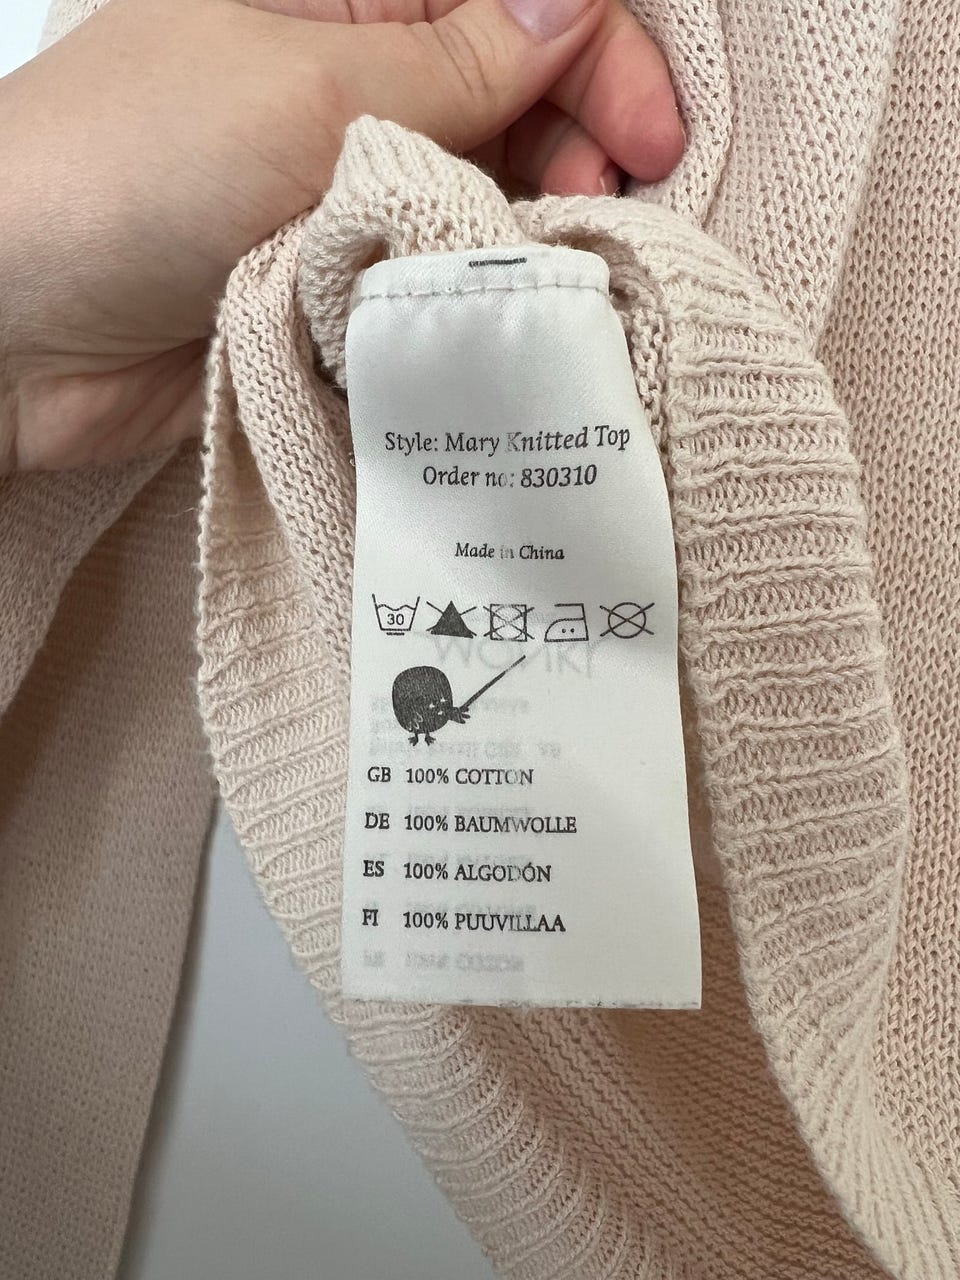 Style: Mary Knitted Top
Order no: 830310
Made in China
30
GB 100% COTTON
DE 100% BAUMWOLLE
ES 100% ALGODÓN
FI 100% PUUVILLAA